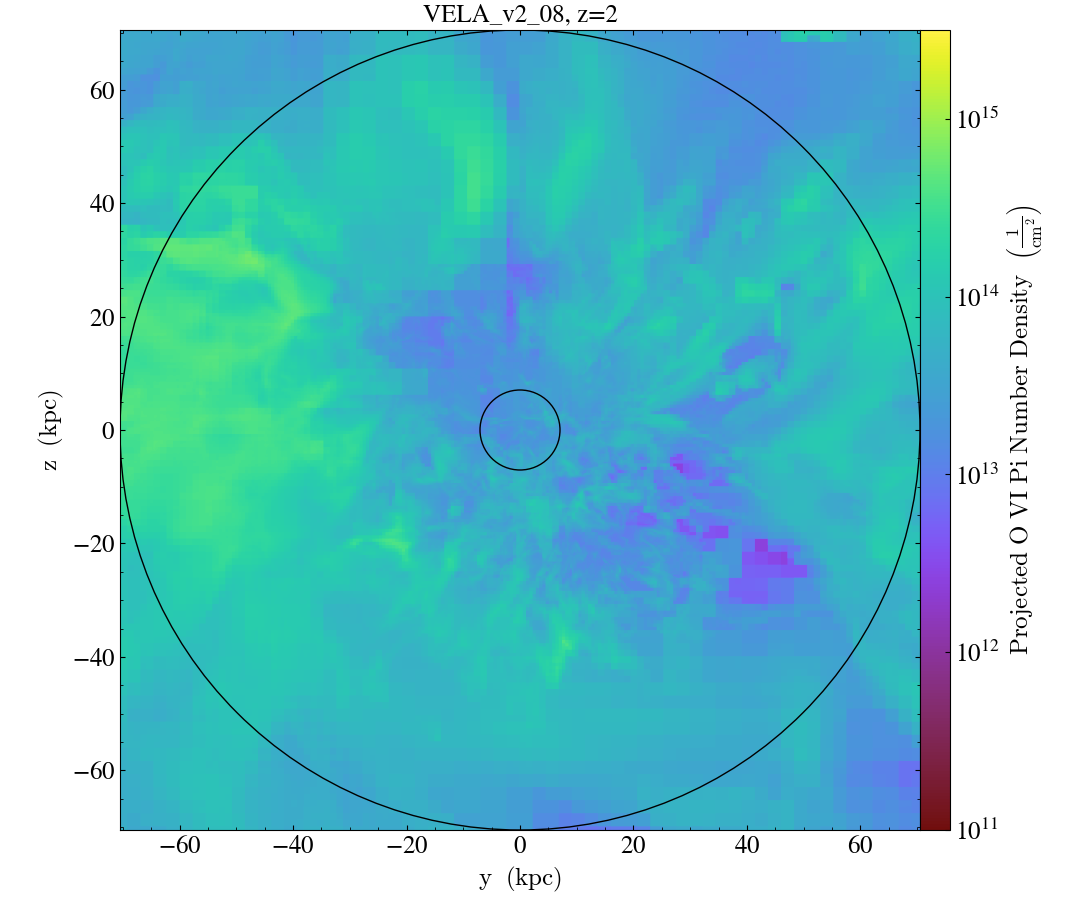 VELA_v2_08, z=2
60
40
20
0
−20
−40
−60
z (kpc)
−60 −40 −20 0 20 40 60
y (kpc)
10^15
10^14
10^13
10^12
10^11
Projected O VI Pi Number Density (1/cm^2)